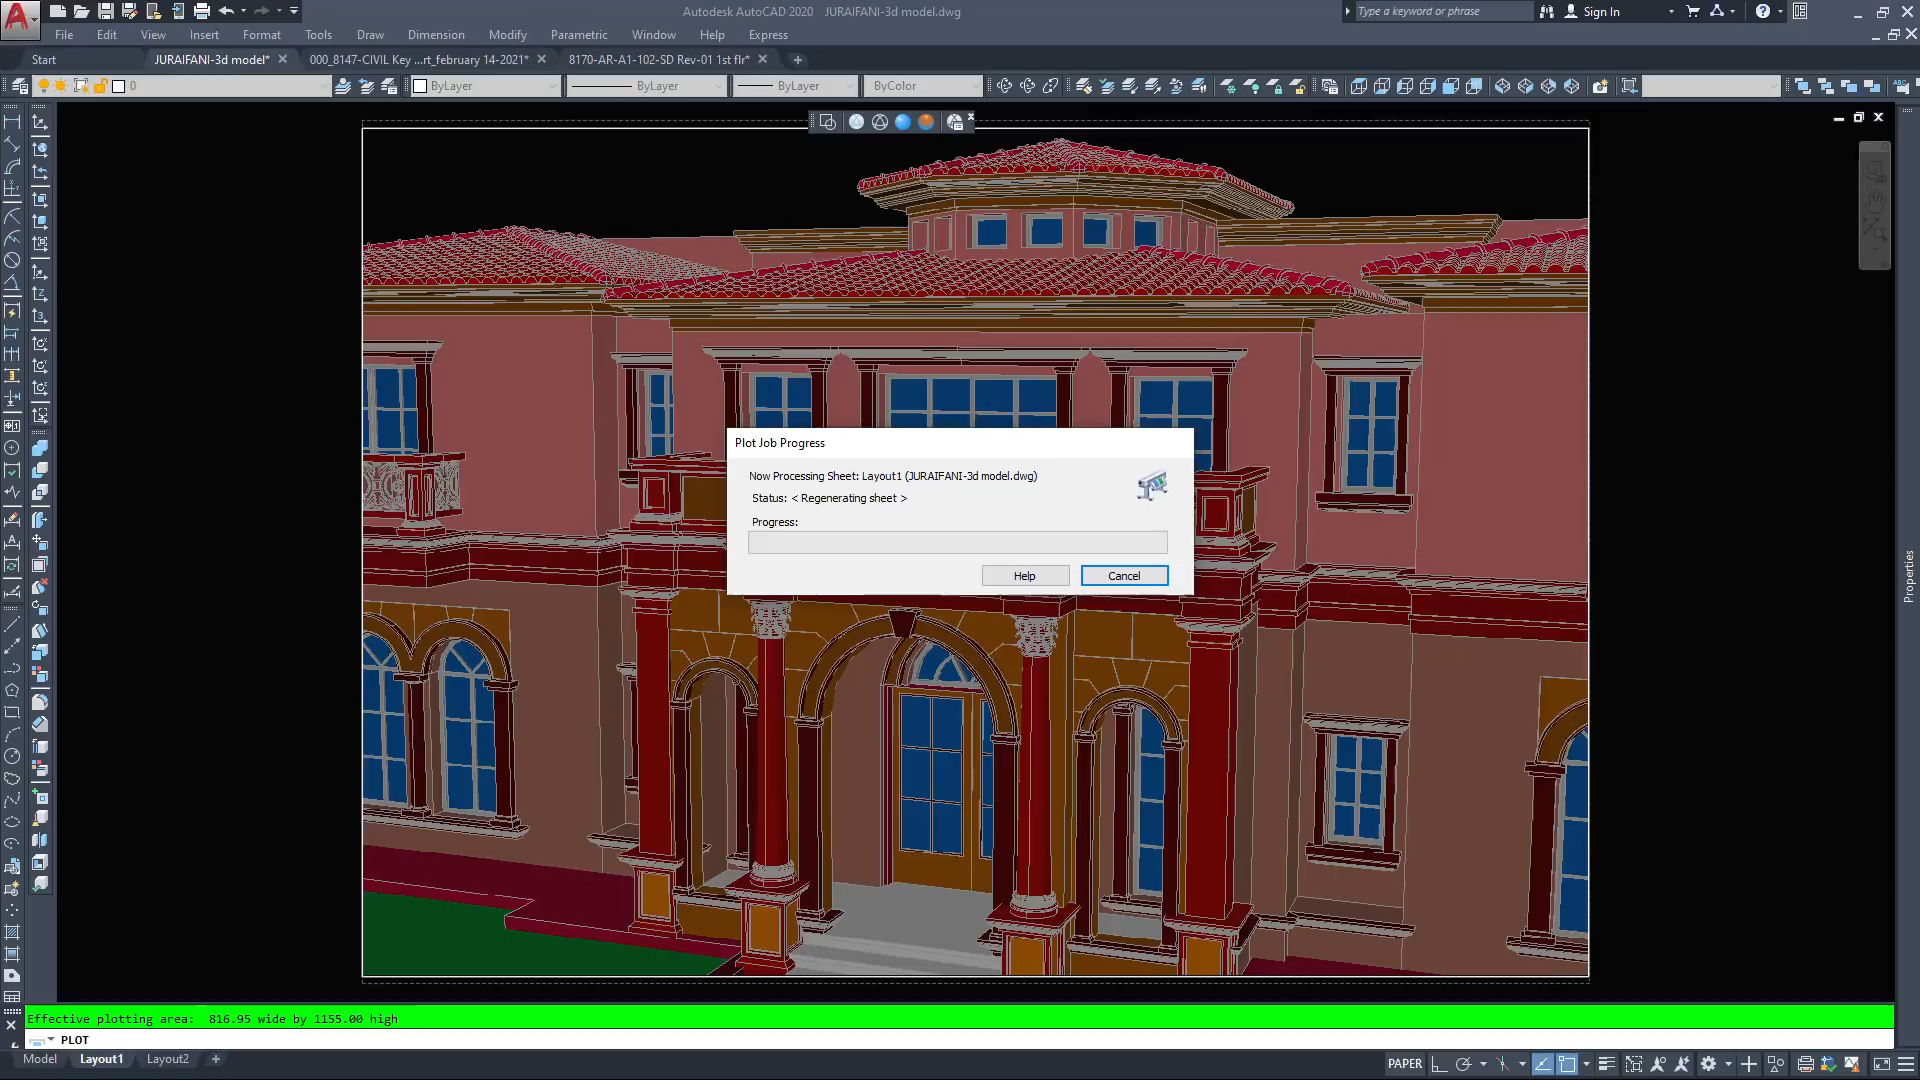 Autodesk AutoCAD 2020 JURAIFANI-3d model.dwg
Type a keyword or phrase
Sign In
File Edit View Insert Format Tools Draw Dimension Modify Parametric Window Help Express
Start
JURAIFANI-3d model*
000_8147-CIVIL Key ...rt_february 14-2021*
8170-AR-A1-102-SD Rev-01 1st flr*
0
ByLayer
ByLayer
ByLayer
ByColor
ABC
Plot Job Progress
Now Processing Sheet: Layout1 (JURAIFANI-3d model.dwg)
Status: < Regenerating sheet >
Progress:
Help
Cancel
Properties
Effective plotting area: 816.95 wide by 1155.00 high
PLOT
Model
Layout1
Layout2
PAPER